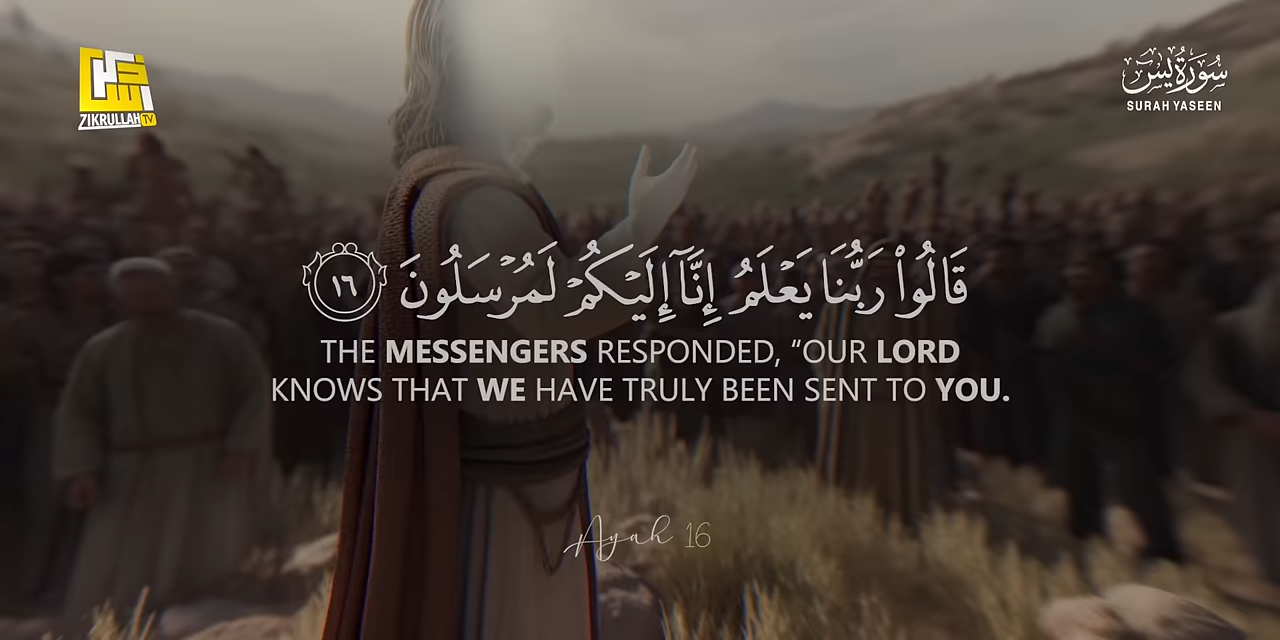 ZIKRULLAH TV
سُورَةُ يٰسٓ
SURAH YASEEN
قَالُوا۟ رَبُّنَا يَعْلَمُ إِنَّآ إِلَيْكُمْ لَمُرْسَلُونَ ١٦
THE MESSENGERS RESPONDED, “OUR LORD
KNOWS THAT WE HAVE TRULY BEEN SENT TO YOU.
Ayah 16